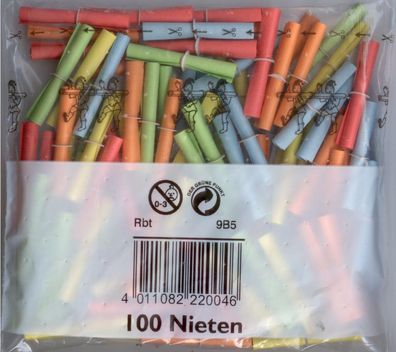 0-3
DER GRÜNE PUNKT
Rbt 9B5
4 011082 220046
100 Nieten